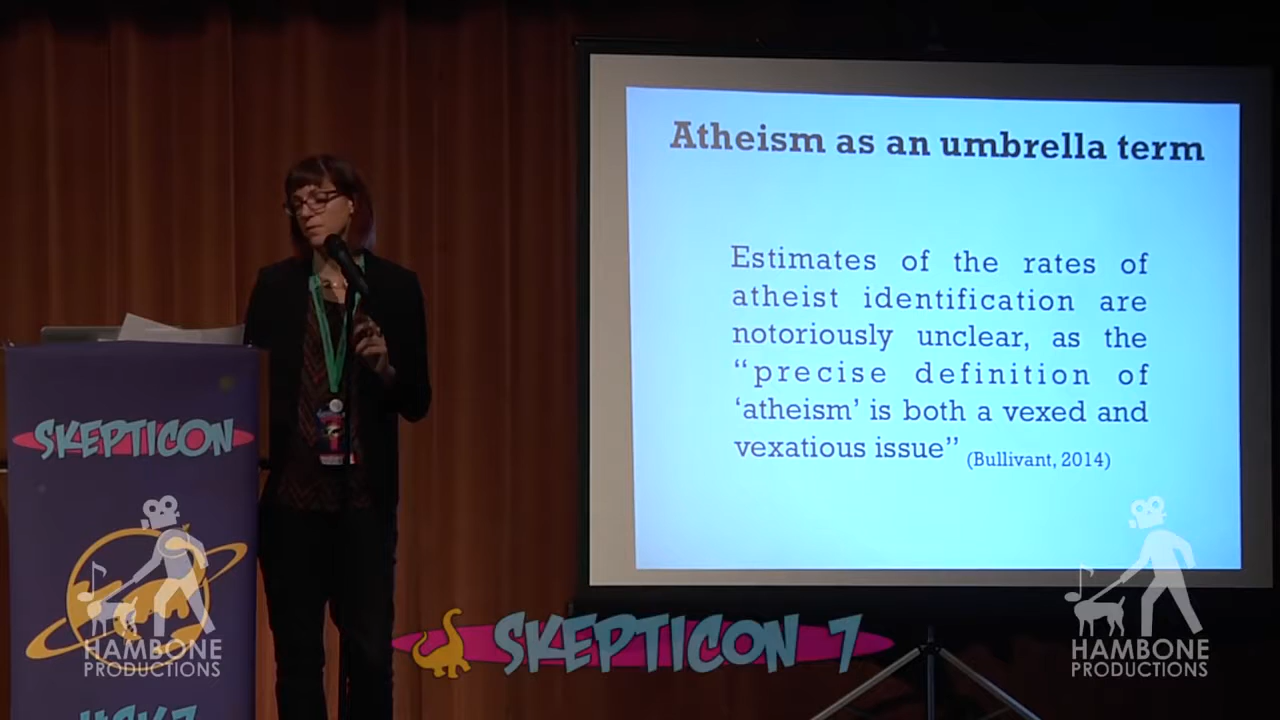 Atheism as an umbrella term
Estimates of the rates of
atheist identification are
notoriously unclear, as the
“precise definition of
‘atheism’ is both a vexed and
vexatious issue” (Bullivant, 2014)
SKEPTICON
HAMBONE
PRODUCTIONS
SKEPTICON 7
HAMBONE
PRODUCTIONS